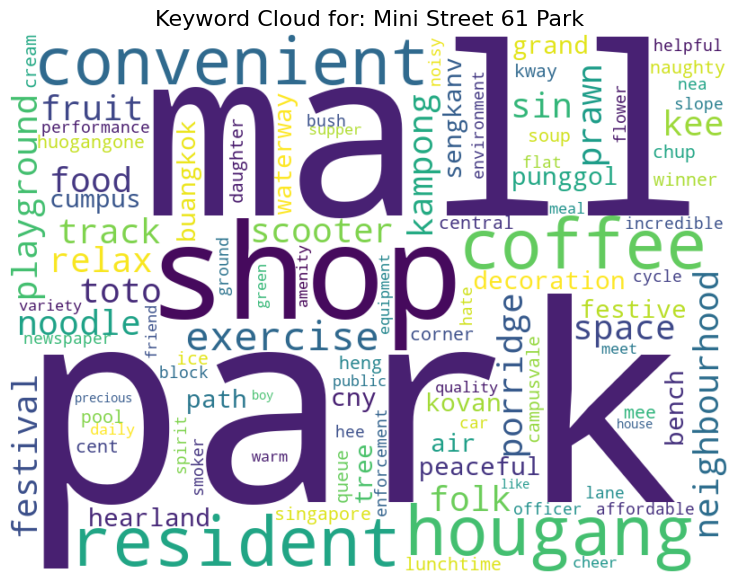 Keyword Cloud for: Mini Street 61 Park
cream
convenient
mall
noisy
grand
helpful
kway
naughty
nea
slope
fruit
performance
huogangone
playground
food
cumpus
buangkok
daughter
waterway
bush
supper
kampong
sengkanv
environment
sin
soup
flat
prawn
flower
kee
chup
punggol
winner
meal
track
relax
toto
variety
noodle
newspaper
shop
scooter
ground
green
amenity
central
incredible
coffee
decoration
cycle
equipment
hate
friend
exercise
corner
porridge
festive
space
meet
neighbourhood
festival
park
precious
pool
daily
cent
ice
block
path
spirit
smoker
boy
warm
heng
public
cny
hee
tree
queue
enforcement
quality
kovan
car
air
peaceful
like
campusvale
mee
house
bench
hearland
singapore
folk
officer
lane
affordable
resident
hougang
lunchtime
cheer